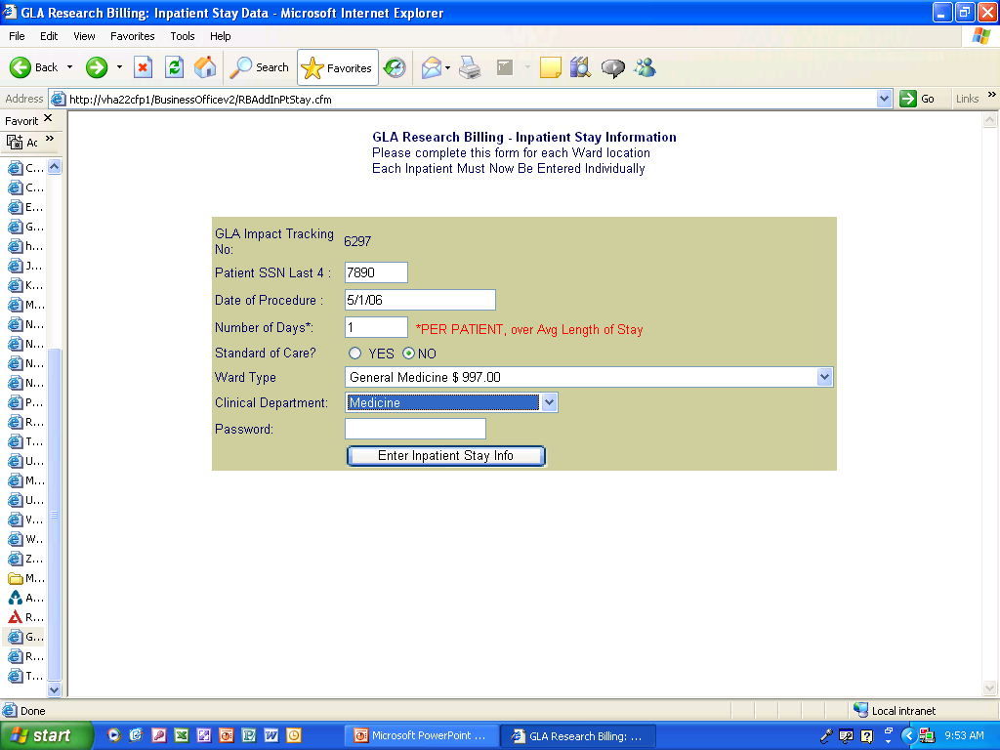 GLA Research Billing: Inpatient Stay Data - Microsoft Internet Explorer
File Edit View Favorites Tools Help
Back Search Favorites
Address http://vha22cfp1/BusinessOfficev2/RBAddInPtStay.cfm Go Links »
Favorit
Ac »
C...
C...
E...
G...
h...
J...
K...
M...
N...
N...
N...
N...
P...
R...
T...
U...
M...
U...
V...
W...
Z...
M...
A...
R...
G...
R...
T...
GLA Research Billing - Inpatient Stay Information
Please complete this form for each Ward location
Each Inpatient Must Now Be Entered Individually
GLA Impact Tracking
No: 6297
Patient SSN Last 4 : 7890
Date of Procedure : 5/1/06
Number of Days*: 1 *PER PATIENT, over Avg Length of Stay
Standard of Care? YES NO
Ward Type General Medicine $ 997.00
Clinical Department: Medicine
Password:
Enter Inpatient Stay Info
Done Local intranet
start Microsoft PowerPoint ... GLA Research Billing: ... 9:53 AM